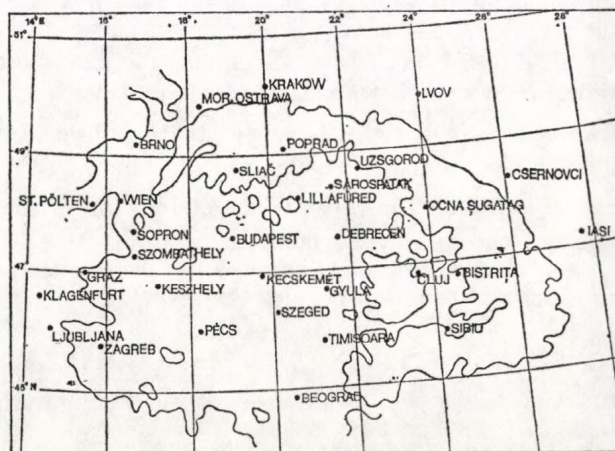 14°E 16° 18° 20° 22° 24° 26° 28°
51°
KRAKOW
LVOV
MOR. OSTRAVA
BRNO
POPRAD
49°
UZSGOROD
SLIAČ
CSERNOVCI
SAROSPATAK
ST. PÖLTEN
WIEN
LILLAFÜRED
OCNA SUGATAG
SOPRON
BUDAPEST
DEBRECEN
IASI
SZOMBATHELY
47°
GRAZ
KECSKEMÉT
CLUJ
BISTRITA
KESZHELY
GYULA
KLAGENFURT
SZEGED
LJUBLJANA
PÉCS
SIBIU
ZAGREB
TIMISOARA
45°N
BEOGRAD